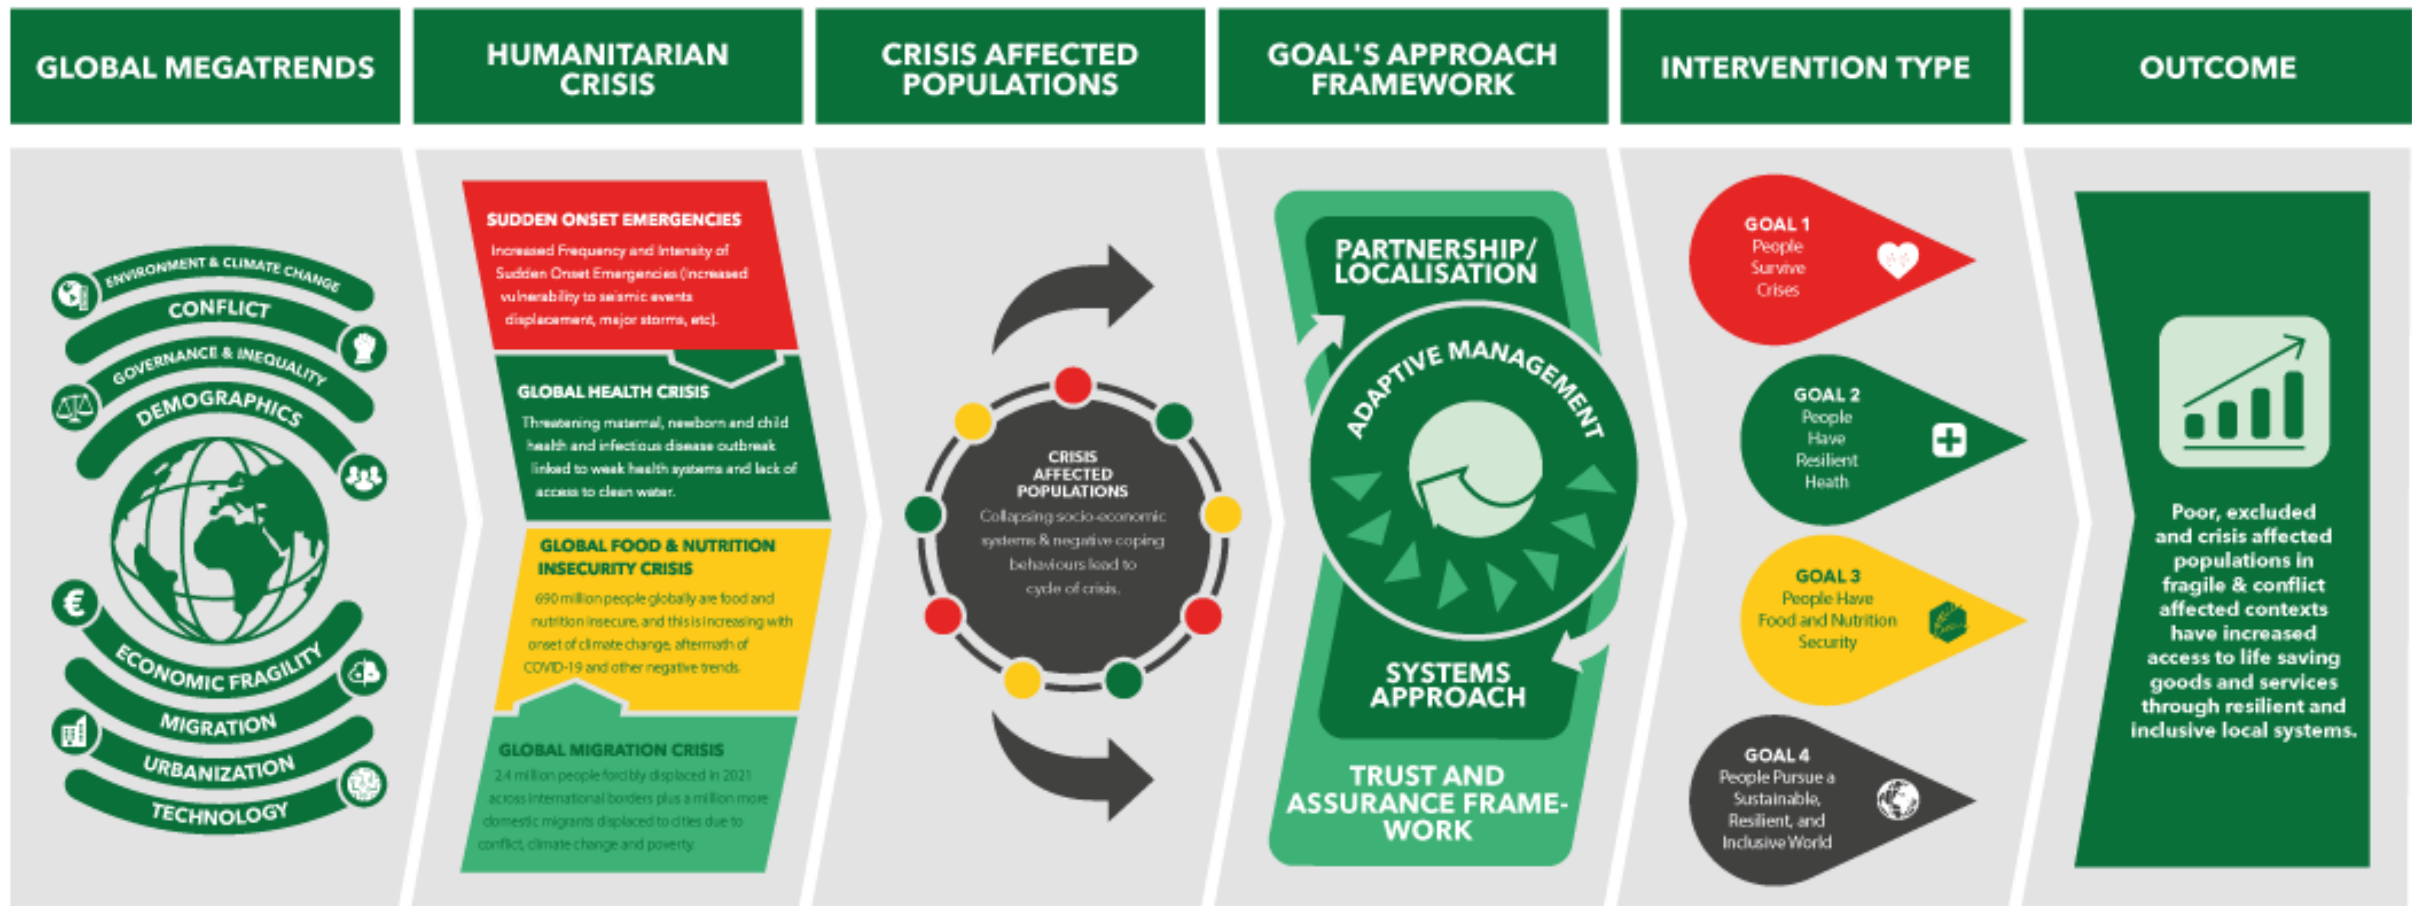 GLOBAL MEGATRENDS
HUMANITARIAN
CRISIS
CRISIS AFFECTED
POPULATIONS
GOAL'S APPROACH
FRAMEWORK
INTERVENTION TYPE
OUTCOME
ENVIRONMENT & CLIMATE CHANGE
CONFLICT
GOVERNANCE & INEQUALITY
DEMOGRAPHICS
€
ECONOMIC FRAGILITY
MIGRATION
URBANIZATION
TECHNOLOGY
SUDDEN ONSET EMERGENCIES
Increased Frequency and Intensity of
Sudden Onset Emergencies (Increased
vulnerability to seismic events
displacement, major storms, etc).
GLOBAL HEALTH CRISIS
Threatening maternal, newborn and child
health and infectious disease outbreak
linked to weak health systems and lack of
access to clean water.
GLOBAL FOOD & NUTRITION
INSECURITY CRISIS
690 million people globally are food and
nutrition insecure, and this is increasing with
onset of climate change, aftermath of
COVID-19 and other negative trends.
GLOBAL MIGRATION CRISIS
2.4 million people forcibly displaced in 2021
across international borders plus a million more
domestic migrants displaced to cities due to
conflict, climate change and poverty.
CRISIS
AFFECTED
POPULATIONS
Collapsing socio-economic
systems & negative coping
behaviours lead to
cycle of crisis.
PARTNERSHIP/
LOCALISATION
ADAPTIVE MANAGEMENT
SYSTEMS
APPROACH
TRUST AND
ASSURANCE FRAME-
WORK
GOAL 1
People
Survive
Crises
GOAL 2
People
Have
Resilient
Heath
GOAL 3
People Have
Food and Nutrition
Security
GOAL 4
People Pursue a
Sustainable,
Resilient, and
Inclusive World
Poor, excluded
and crisis affected
populations in
fragile & conflict
affected contexts
have increased
access to life saving
goods and services
through resilient and
inclusive local systems.